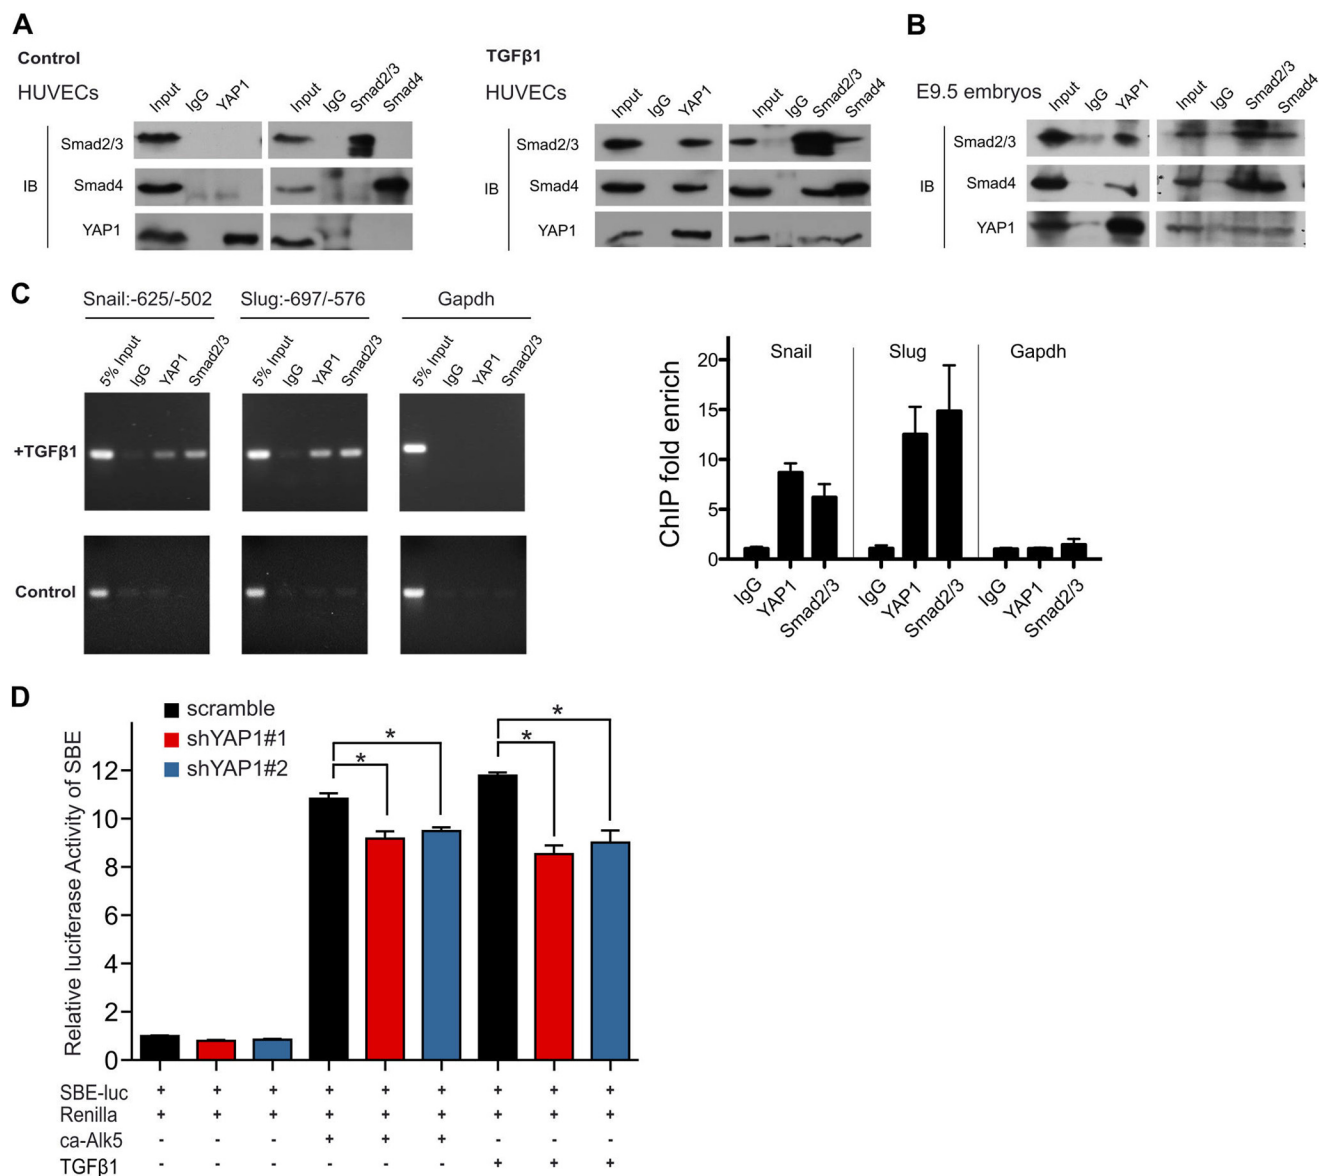 A
B
Control
TGFβ1
HUVECs
Input IgG YAP1
Input IgG Smad2/3 Smad4
HUVECs
Input IgG YAP1
Input IgG Smad2/3 Smad4
E9.5 embryos
Input IgG YAP1
Input IgG Smad2/3 Smad4
IB
Smad2/3
Smad4
YAP1
IB
Smad2/3
Smad4
YAP1
IB
Smad2/3
Smad4
YAP1
C
Snail:-625/-502
Slug:-697/-576
Gapdh
5% Input IgG YAP1 Smad2/3
5% Input IgG YAP1 Smad2/3
5% Input IgG YAP1 Smad2/3
+TGFβ1
Control
ChIP fold enrich
20
15
10
5
0
Snail
Slug
Gapdh
IgG YAP1 Smad2/3 IgG YAP1 Smad2/3 IgG YAP1 Smad2/3
D
scramble
shYAP1#1
shYAP1#2
* * * *
Relative luciferase Activity of SBE
12
10
8
6
4
2
0
SBE-luc + + + + + + + + +
Renilla + + + + + + + + +
ca-Alk5 - - - + + + - - -
TGFβ1 - - - - - - + + +